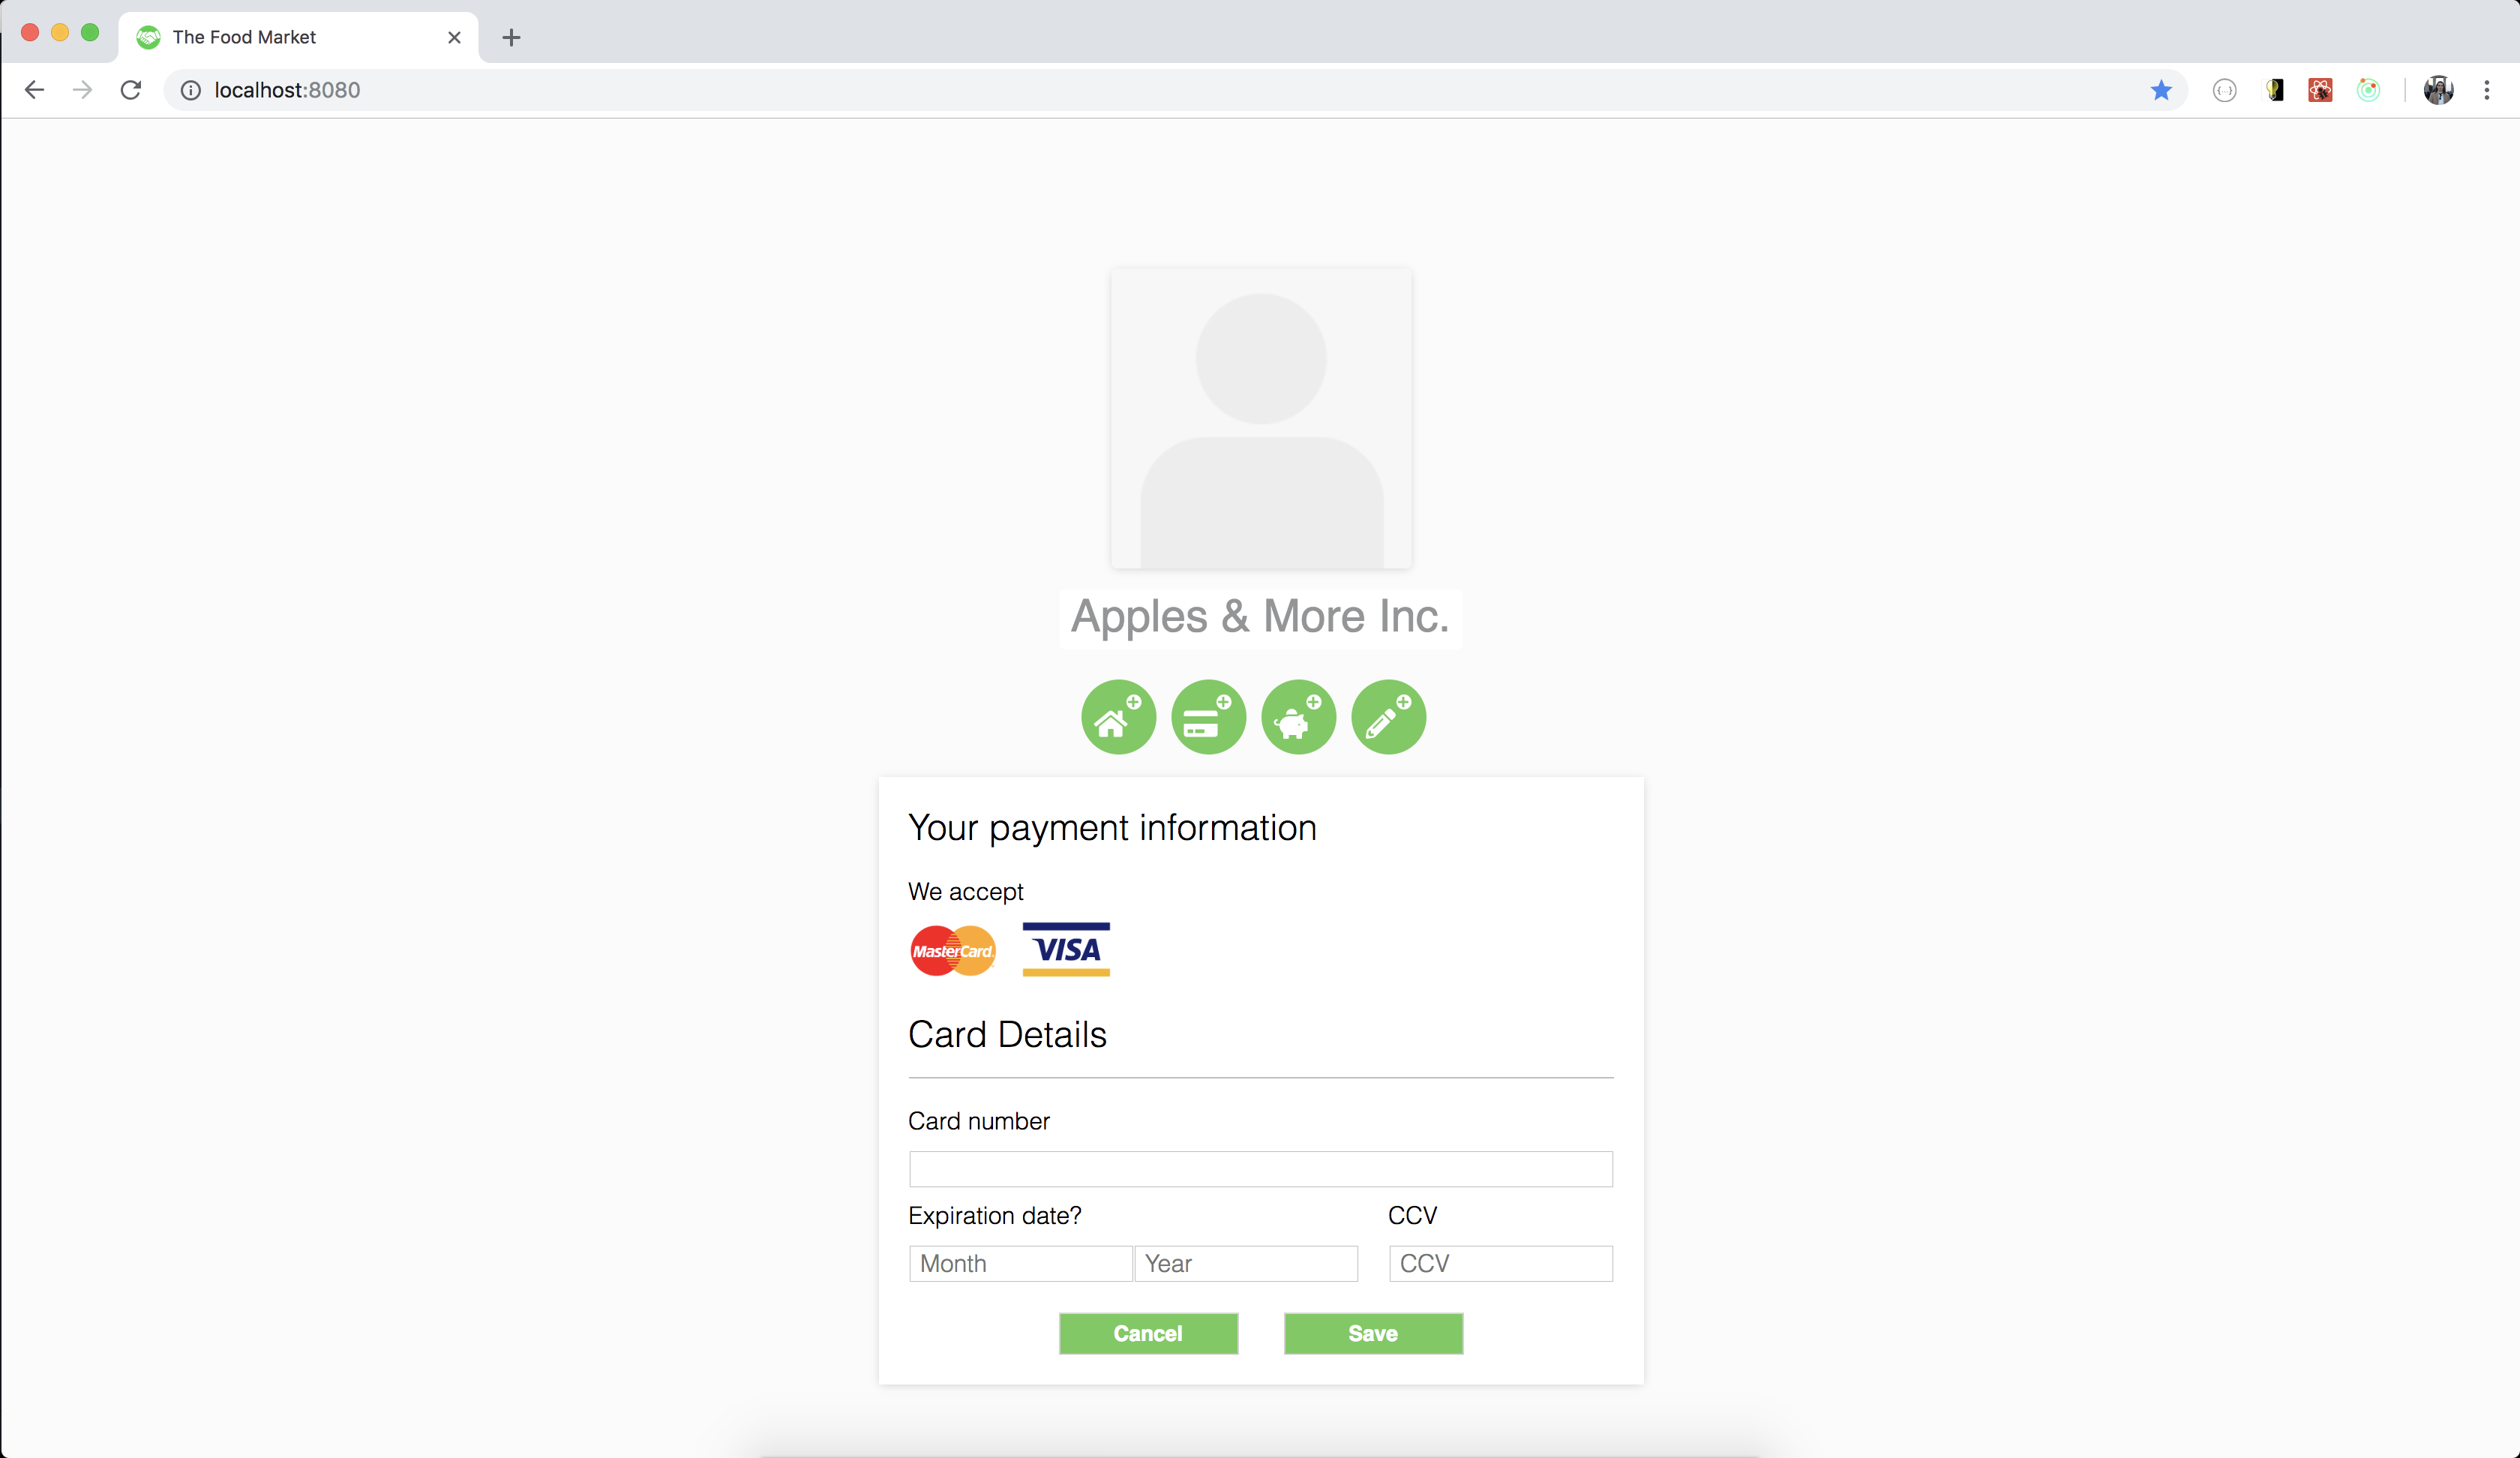 The Food Market
localhost:8080
Apples & More Inc.
Your payment information
We accept
MasterCard. VISA
Card Details
Card number
Expiration date? CCV
Month Year CCV
Cancel Save